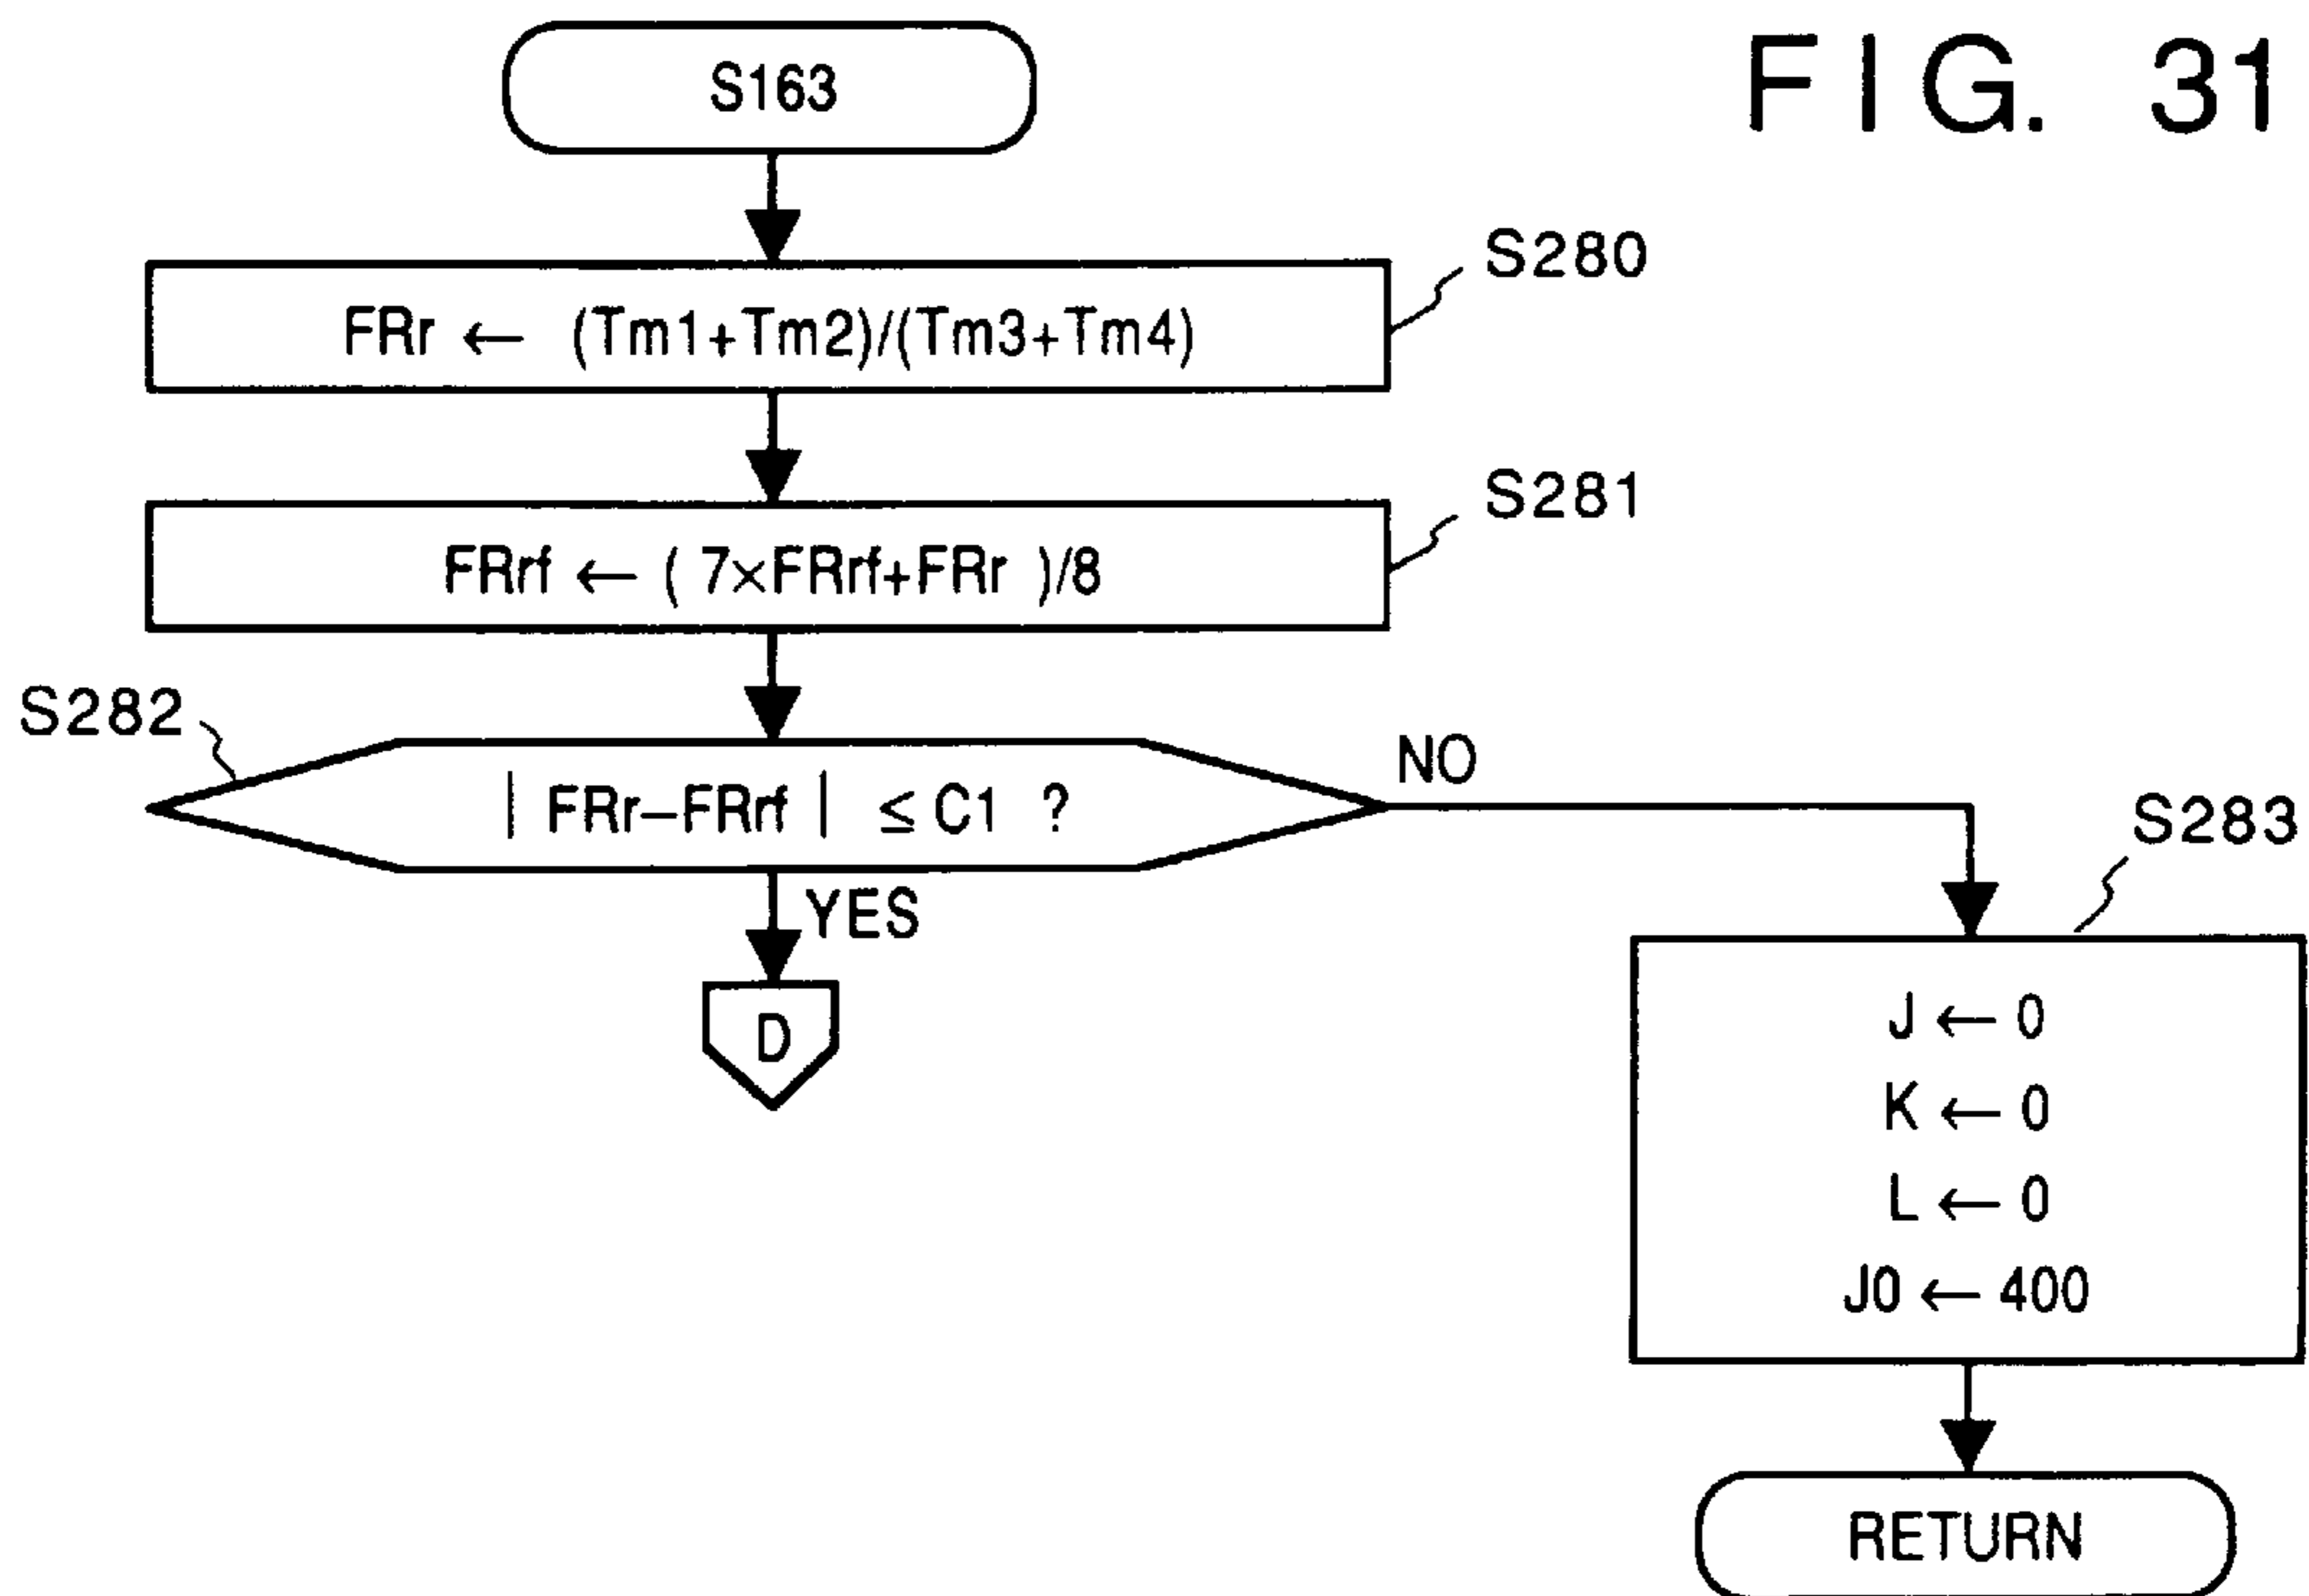 FIG. 31
S163
S280
FRr ← (Tm1+Tm2)/(Tm3+Tm4)
S281
FRrf ← ( 7×FRrf+FRr )/8
S282
| FRr−FRrf | ≤ C1 ?
NO
YES
D
S283
J ← 0
K ← 0
L ← 0
J0 ← 400
RETURN